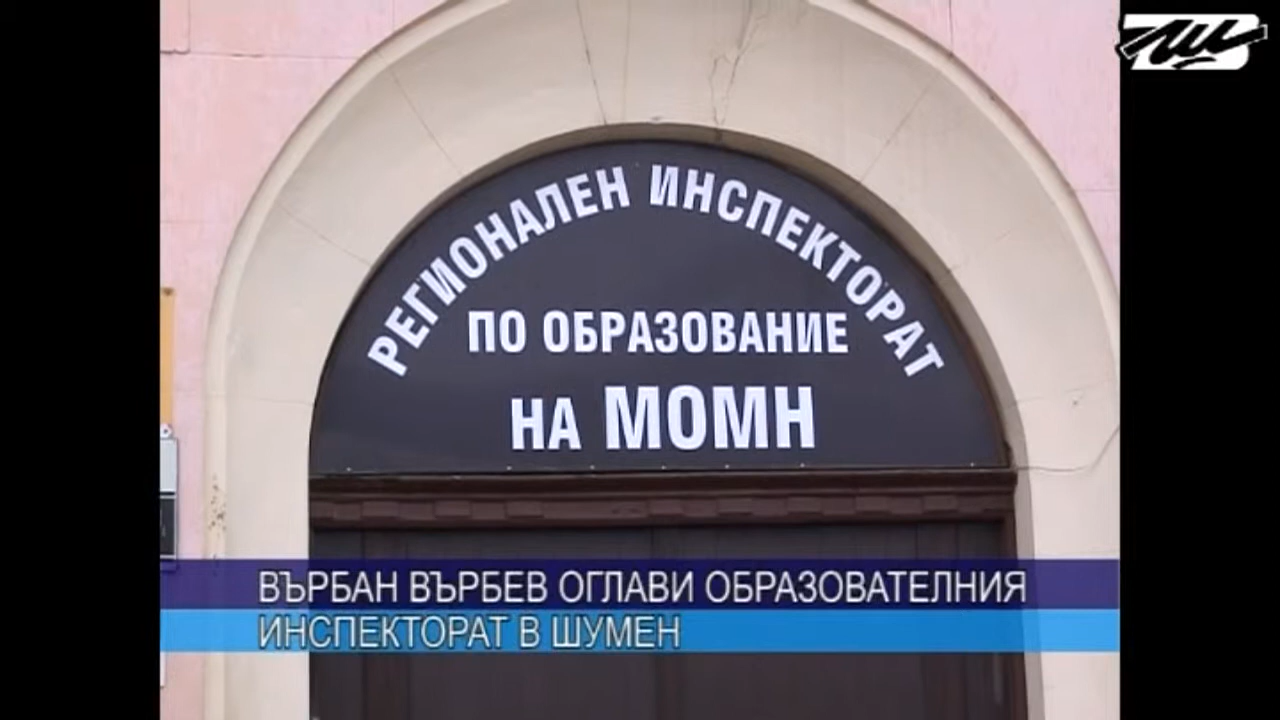 РЕГИОНАЛЕН ИНСПЕКТОРАТ
ПО ОБРАЗОВАНИЕ
НА МОМН
ВЪРБАН ВЪРБЕВ ОГЛАВИ ОБРАЗОВАТЕЛНИЯ
ИНСПЕКТОРАТ В ШУМЕН